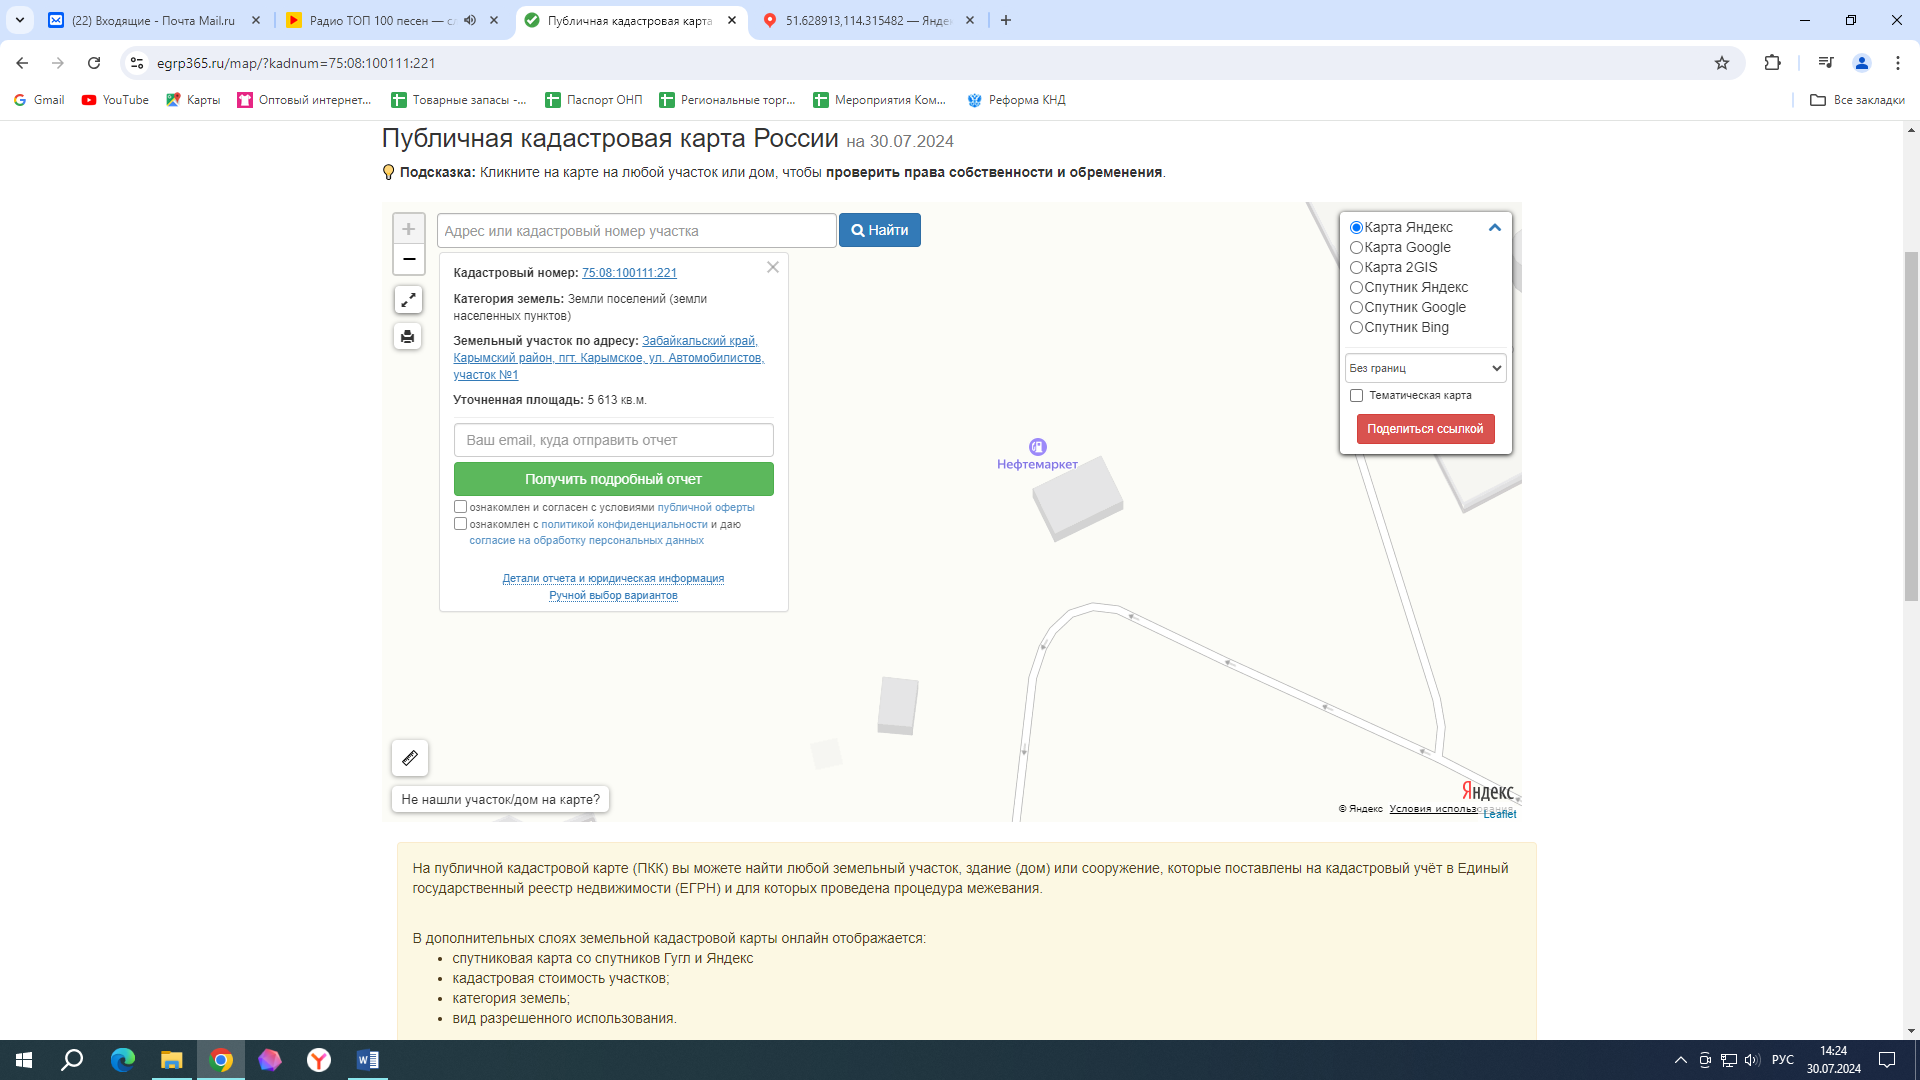 (22) Входящие - Почта Mail.ru
Радио ТОП 100 песен — сл
Публичная кадастровая карта
51.628913,114.315482 — Яндек
egrp365.ru/map/?kadnum=75:08:100111:221
Gmail
YouTube
Карты
Оптовый интернет...
Товарные запасы -...
Паспорт ОНП
Региональные торг...
Мероприятия Ком...
Реформа КНД
Все закладки
Публичная кадастровая карта России на 30.07.2024
Подсказка: Кликните на карте на любой участок или дом, чтобы проверить права собственности и обременения.
+
Адрес или кадастровый номер участка
Найти
−
Кадастровый номер: 75:08:100111:221
Категория земель: Земли поселений (земли
населенных пунктов)
Земельный участок по адресу: Забайкальский край,
Карымский район, пгт. Карымское, ул. Автомобилистов,
участок №1
Уточненная площадь: 5 613 кв.м.
Ваш email, куда отправить отчет
Получить подробный отчет
ознакомлен и согласен с условиями публичной оферты
ознакомлен с политикой конфиденциальности и даю
согласие на обработку персональных данных
Детали отчета и юридическая информация
Ручной выбор вариантов
Карта Яндекс
Карта Google
Карта 2GIS
Спутник Яндекс
Спутник Google
Спутник Bing
Без границ
Тематическая карта
Поделиться ссылкой
Нефтемаркет
Не нашли участок/дом на карте?
Яндекс
© Яндекс Условия использования
Leaflet
На публичной кадастровой карте (ПКК) вы можете найти любой земельный участок, здание (дом) или сооружение, которые поставлены на кадастровый учёт в Единый
государственный реестр недвижимости (ЕГРН) и для которых проведена процедура межевания.
В дополнительных слоях земельной кадастровой карты онлайн отображается:
• спутниковая карта со спутников Гугл и Яндекс
• кадастровая стоимость участков;
• категория земель;
• вид разрешенного использования.
РУС
14:24
30.07.2024